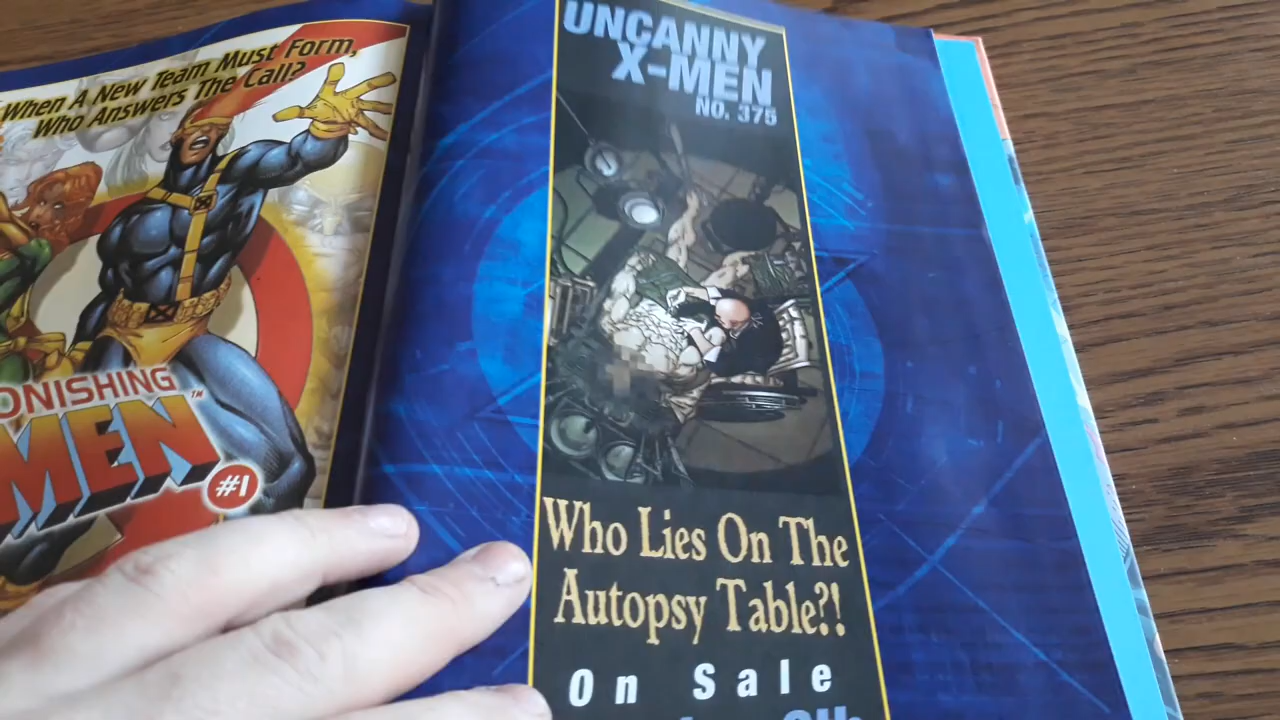 When A New Team Must Form,
Who Answers The Call?
ONISHING
MEN™
#1
UNCANNY
X-MEN
NO. 375
Who Lies On The
Autopsy Table?!
On Sale